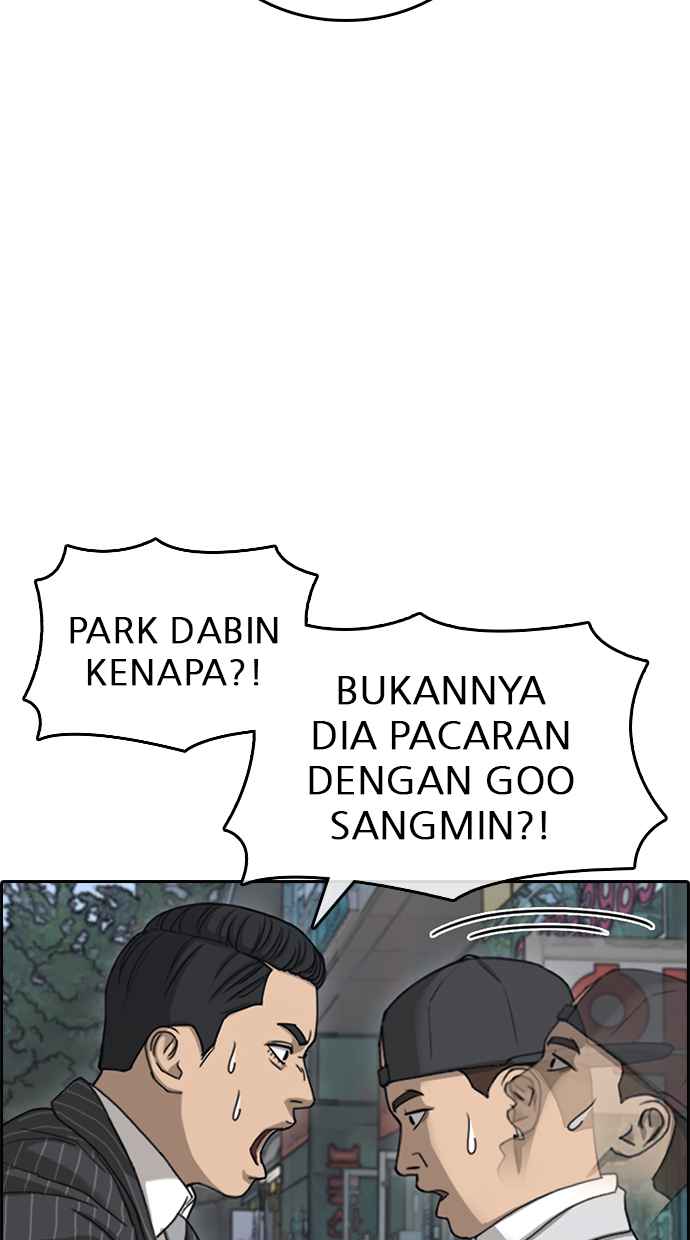 PARK DABIN
KENAPA?!
BUKANNYA
DIA PACARAN
DENGAN GOO
SANGMIN?!